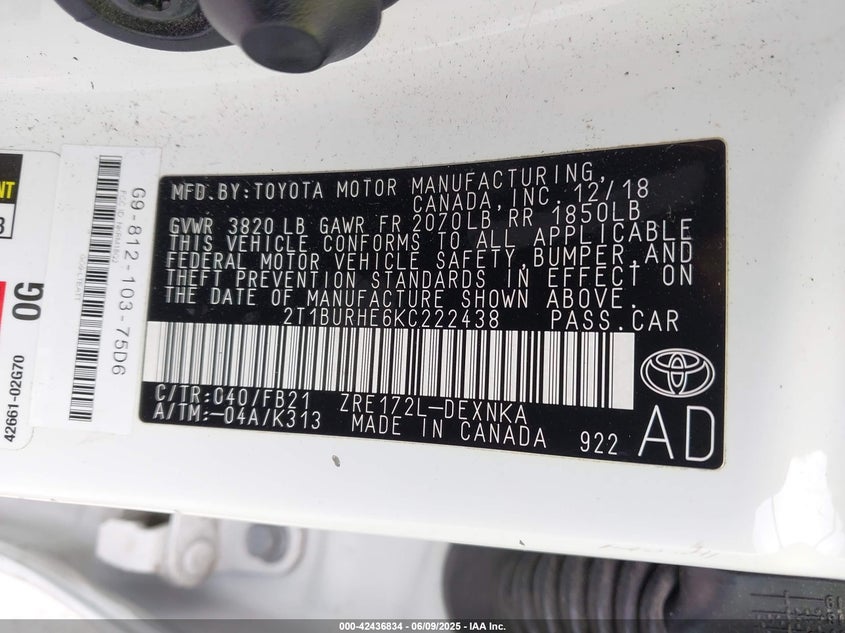 MFD.BY:TOYOTA MOTOR MANUFACTURING,
CANADA,INC. 12/18
GVWR 3820 LB GAWR FR 2070LB RR 1850LB
THIS VEHICLE CONFORMS TO ALL APPLICABLE
FEDERAL MOTOR VEHICLE SAFETY, BUMPER, AND
THEFT PREVENTION STANDARDS IN EFFECT ON
THE DATE OF MANUFACTURE SHOWN ABOVE.
2T1BURHE6KC222438 PASS.CAR
C/TR:040/FB21 ZRE172L-DEXNKA
A/TM:-04A/K313 MADE IN CANADA 922 AD
G9-812-103-75D6
0G
42661-02G70
000-42436834 - 06/09/2025 - IAA Inc.